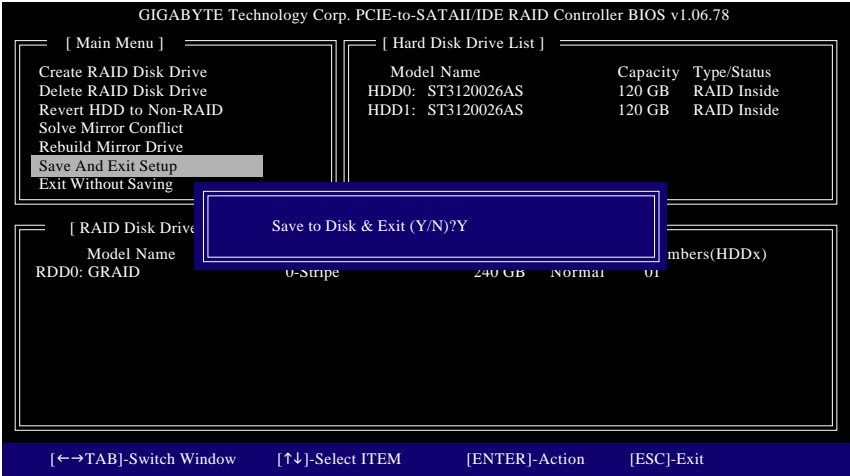 GIGABYTE Technology Corp. PCIE-to-SATAII/IDE RAID Controller BIOS v1.06.78
[ Main Menu ]
Create RAID Disk Drive
Delete RAID Disk Drive
Revert HDD to Non-RAID
Solve Mirror Conflict
Rebuild Mirror Drive
Save And Exit Setup
Exit Without Saving
[ Hard Disk Drive List ]
Model Name Capacity Type/Status
HDD0: ST3120026AS 120 GB RAID Inside
HDD1: ST3120026AS 120 GB RAID Inside
Save to Disk & Exit (Y/N)?Y
[ RAID Disk Drive
Model Name mbers(HDDx)
RDD0: GRAID 0-Stripe 240 GB Normal 01
[←→TAB]-Switch Window [↑↓]-Select ITEM [ENTER]-Action [ESC]-Exit